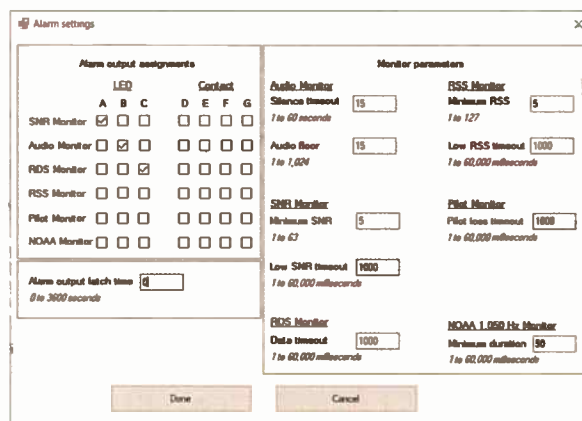 Alarm settings
Alarm output assignments
LED Contact
A B C D E F G
SNR Monitor
Audio Monitor
RDS Monitor
RSS Monitor
Pilot Monitor
NOAA Monitor
Alarm output latch time 0
0 to 3600 seconds
Monitor parameters
Audio Monitor
Silence timeout 15
1 to 60 seconds
Audio floor 15
1 to 1,024
SNR Monitor
Minimum SNR 5
1 to 63
Low SNR timeout 1000
1 to 60,000 milliseconds
RDS Monitor
Data timeout 1000
1 to 60,000 milliseconds
RSS Monitor
Minimum RSS 5
1 to 127
Low RSS timeout 1000
1 to 60,000 milliseconds
Pilot Monitor
Pilot loss timeout 1000
1 to 60,000 milliseconds
NOAA 1,050 Hz Monitor
Minimum duration 50
1 to 60,000 milliseconds
Done Cancel